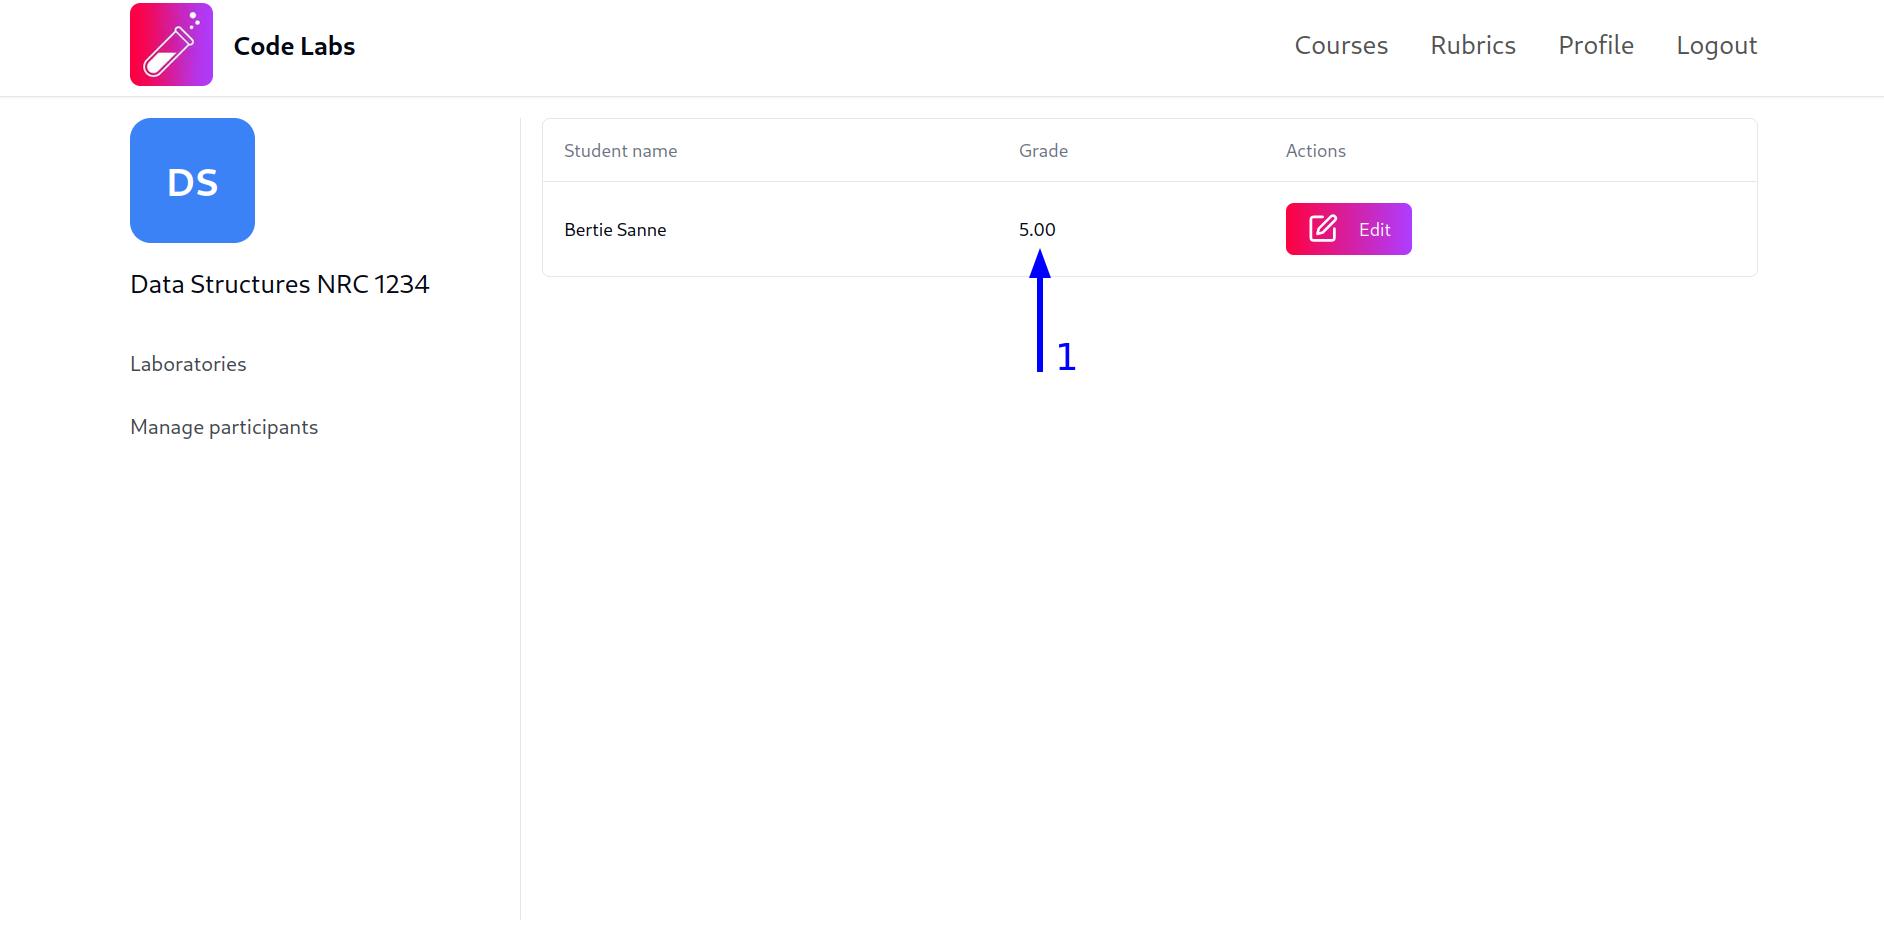 Code Labs
Courses Rubrics Profile Logout
DS
Data Structures NRC 1234
Laboratories
Manage participants
Student name Grade Actions
Bertie Sanne 5.00 Edit
1